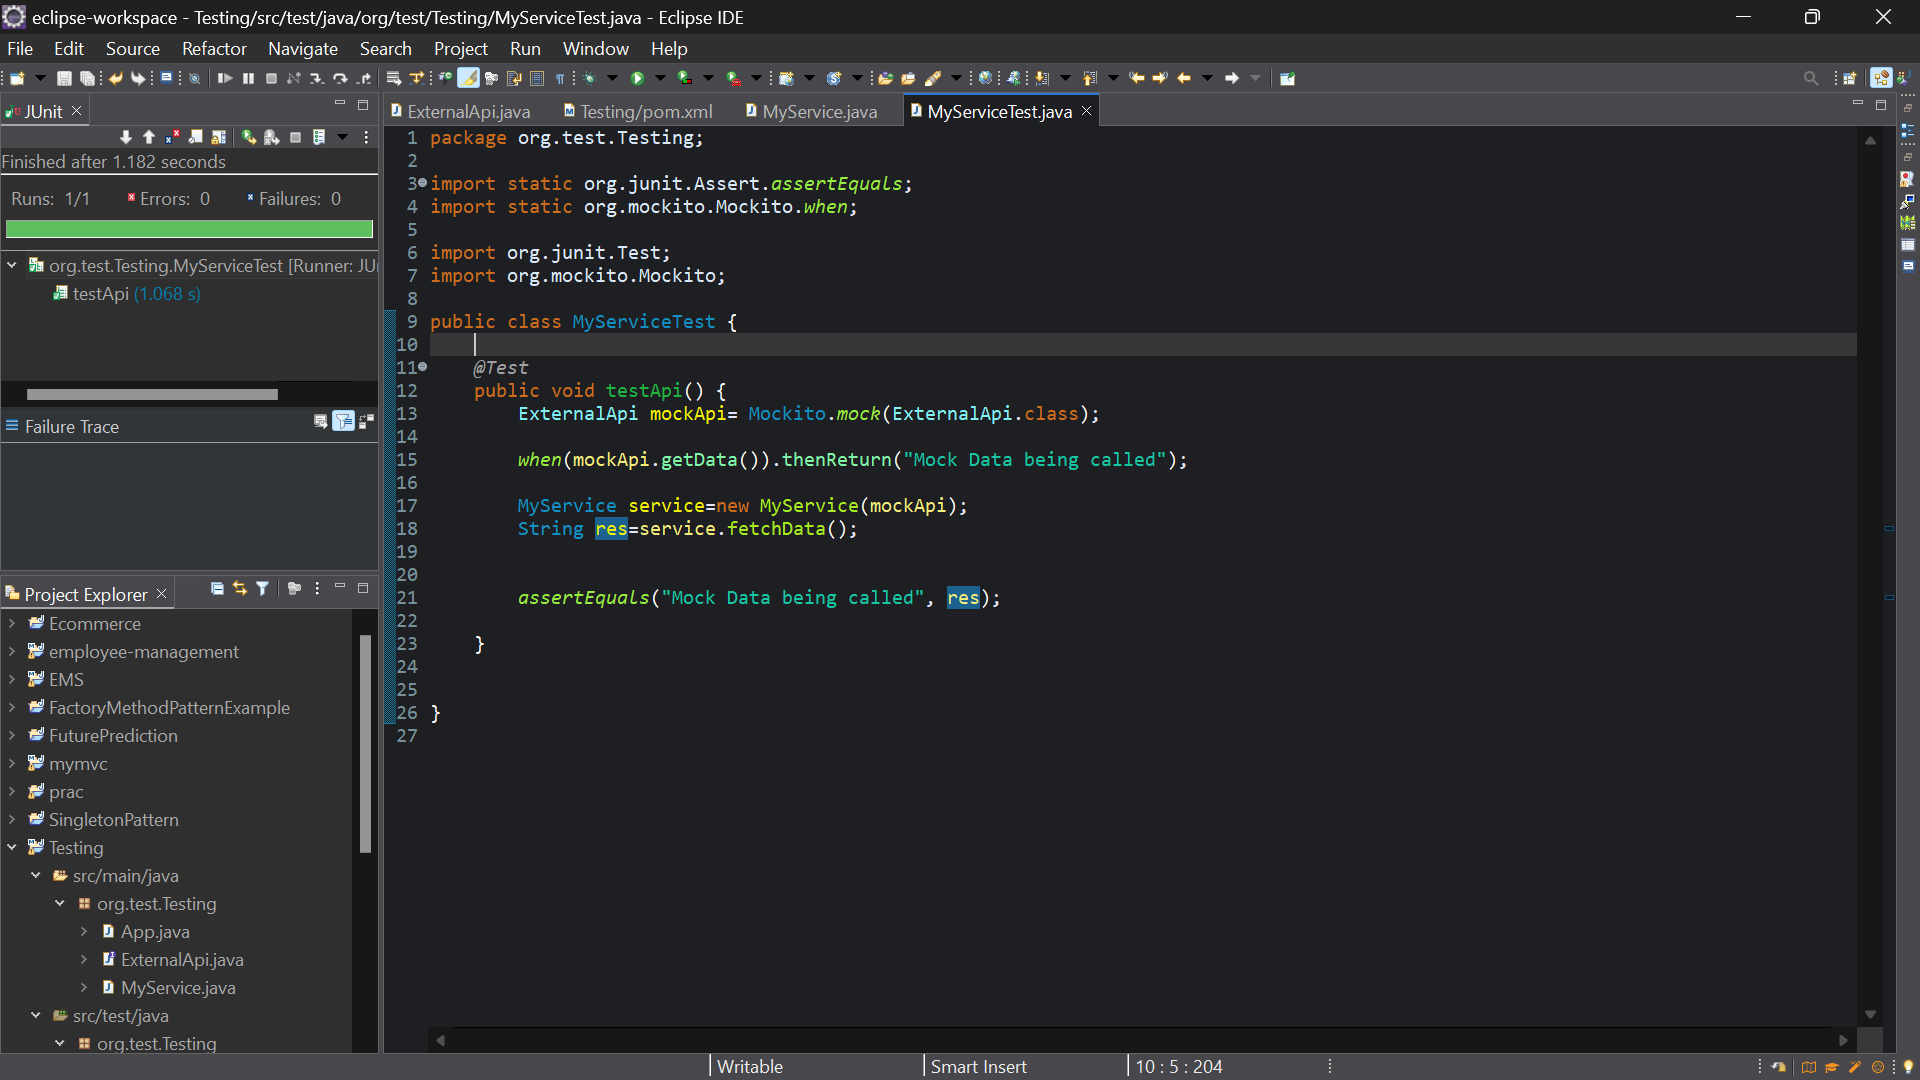 eclipse-workspace - Testing/src/test/java/org/test/Testing/MyServiceTest.java - Eclipse IDE
File Edit Source Refactor Navigate Search Project Run Window Help
JUnit
Finished after 1.182 seconds
Runs: 1/1 Errors: 0 Failures: 0
org.test.Testing.MyServiceTest [Runner: JU
testApi (1.068 s)
Failure Trace
Project Explorer
Ecommerce
employee-management
EMS
FactoryMethodPatternExample
FuturePrediction
mymvc
prac
SingletonPattern
Testing
src/main/java
org.test.Testing
App.java
ExternalApi.java
MyService.java
src/test/java
org.test.Testing
ExternalApi.java Testing/pom.xml MyService.java MyServiceTest.java
1 package org.test.Testing;
2
3 import static org.junit.Assert.assertEquals;
4 import static org.mockito.Mockito.when;
5
6 import org.junit.Test;
7 import org.mockito.Mockito;
8
9 public class MyServiceTest {
10
11 @Test
12 public void testApi() {
13 ExternalApi mockApi= Mockito.mock(ExternalApi.class);
14
15 when(mockApi.getData()).thenReturn("Mock Data being called");
16
17 MyService service=new MyService(mockApi);
18 String res=service.fetchData();
19
20
21 assertEquals("Mock Data being called", res);
22
23 }
24
25
26 }
27
Writable Smart Insert 10 : 5 : 204